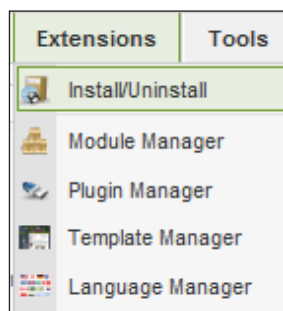 Extensions Tools
Install/Uninstall
Module Manager
Plugin Manager
Template Manager
Language Manager